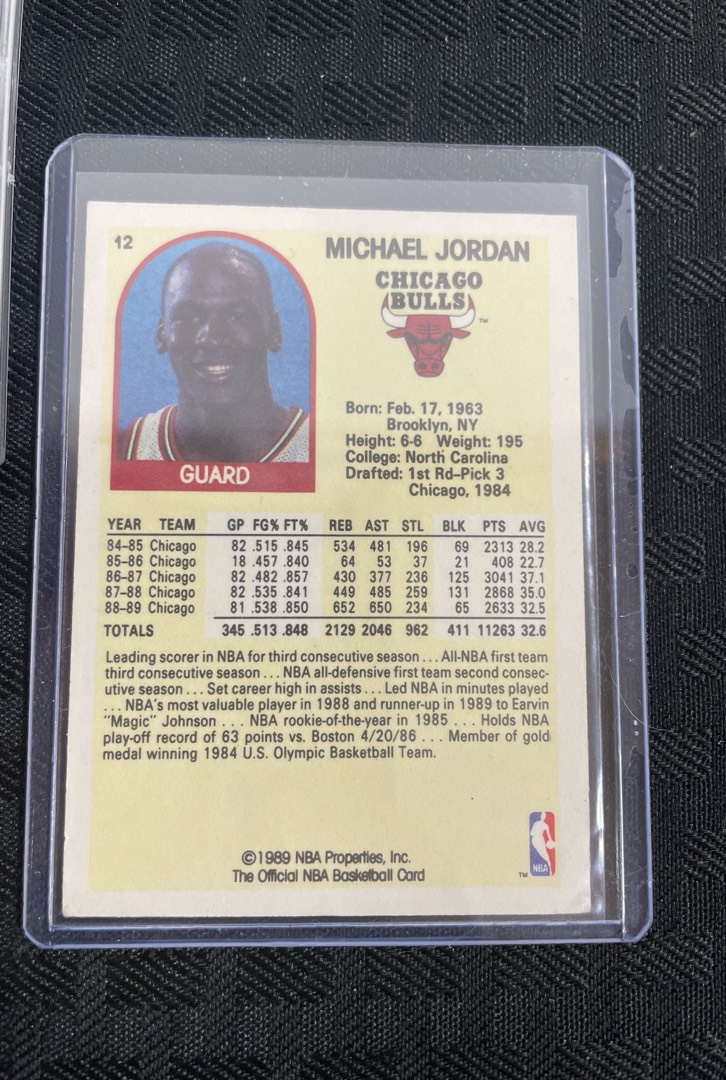 12
MICHAEL JORDAN
CHICAGO
BULLS
TM
GUARD
Born: Feb. 17, 1963
Brooklyn, NY
Height: 6-6 Weight: 195
College: North Carolina
Drafted: 1st Rd-Pick 3
Chicago, 1984
YEAR TEAM GP FG% FT% REB AST STL BLK PTS AVG
84-85 Chicago 82 .515 .845 534 481 196 69 2313 28.2
85-86 Chicago 18 .457 .840 64 53 37 21 408 22.7
86-87 Chicago 82 .482 .857 430 377 236 125 3041 37.1
87-88 Chicago 82 .535 .841 449 485 259 131 2868 35.0
88-89 Chicago 81 .538 .850 652 650 234 65 2633 32.5
TOTALS 345 .513 .848 2129 2046 962 411 11263 32.6
Leading scorer in NBA for third consecutive season . . . All-NBA first team
third consecutive season . . . NBA all-defensive first team second consec-
utive season . . . Set career high in assists . . . Led NBA in minutes played
. . . NBA's most valuable player in 1988 and runner-up in 1989 to Earvin
"Magic" Johnson . . . NBA rookie-of-the-year in 1985 . . . Holds NBA
play-off record of 63 points vs. Boston 4/20/86 . . . Member of gold
medal winning 1984 U.S. Olympic Basketball Team.
©1989 NBA Properties, Inc.
The Official NBA Basketball Card
TM
NBA